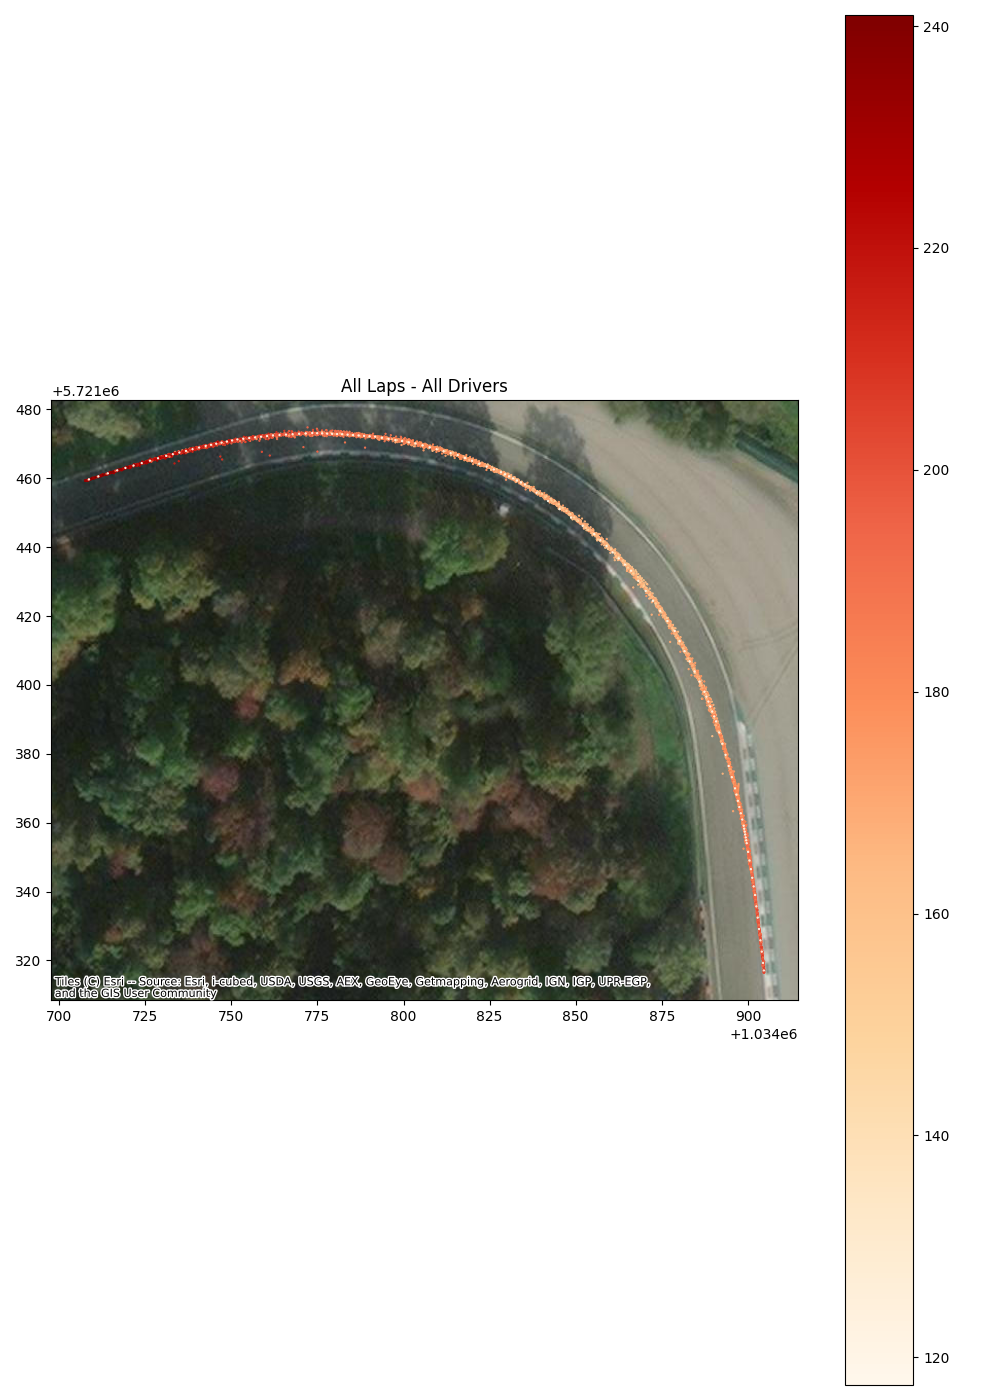 All Laps - All Drivers
+5.721e6
480
460
440
420
400
380
360
340
320
Tiles (C) Esri -- Source: Esri, i-cubed, USDA, USGS, AEX, GeoEye, Getmapping, Aerogrid, IGN, IGP, UPR-EGP,
and the GIS User Community
700 725 750 775 800 825 850 875 900
+1.034e6
240
220
200
180
160
140
120